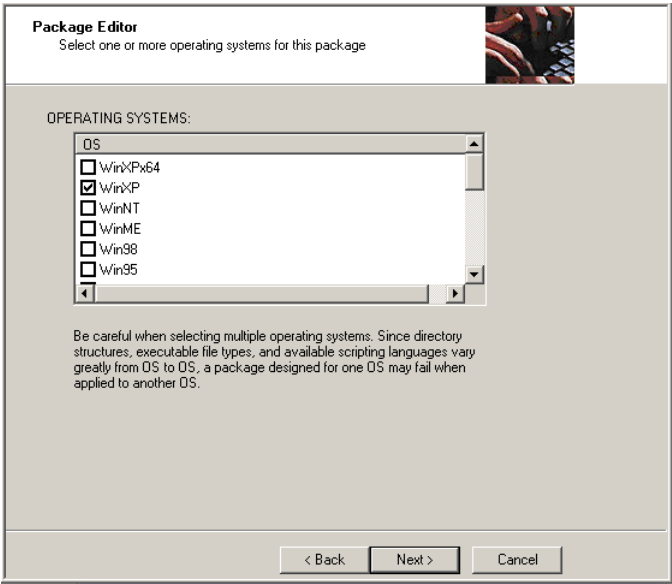 Package Editor
Select one or more operating systems for this package
OPERATING SYSTEMS:
OS
WinXPx64
WinXP
WinNT
WinME
Win98
Win95
Be careful when selecting multiple operating systems. Since directory
structures, executable file types, and available scripting languages vary
greatly from OS to OS, a package designed for one OS may fail when
applied to another OS.
< Back
Next >
Cancel